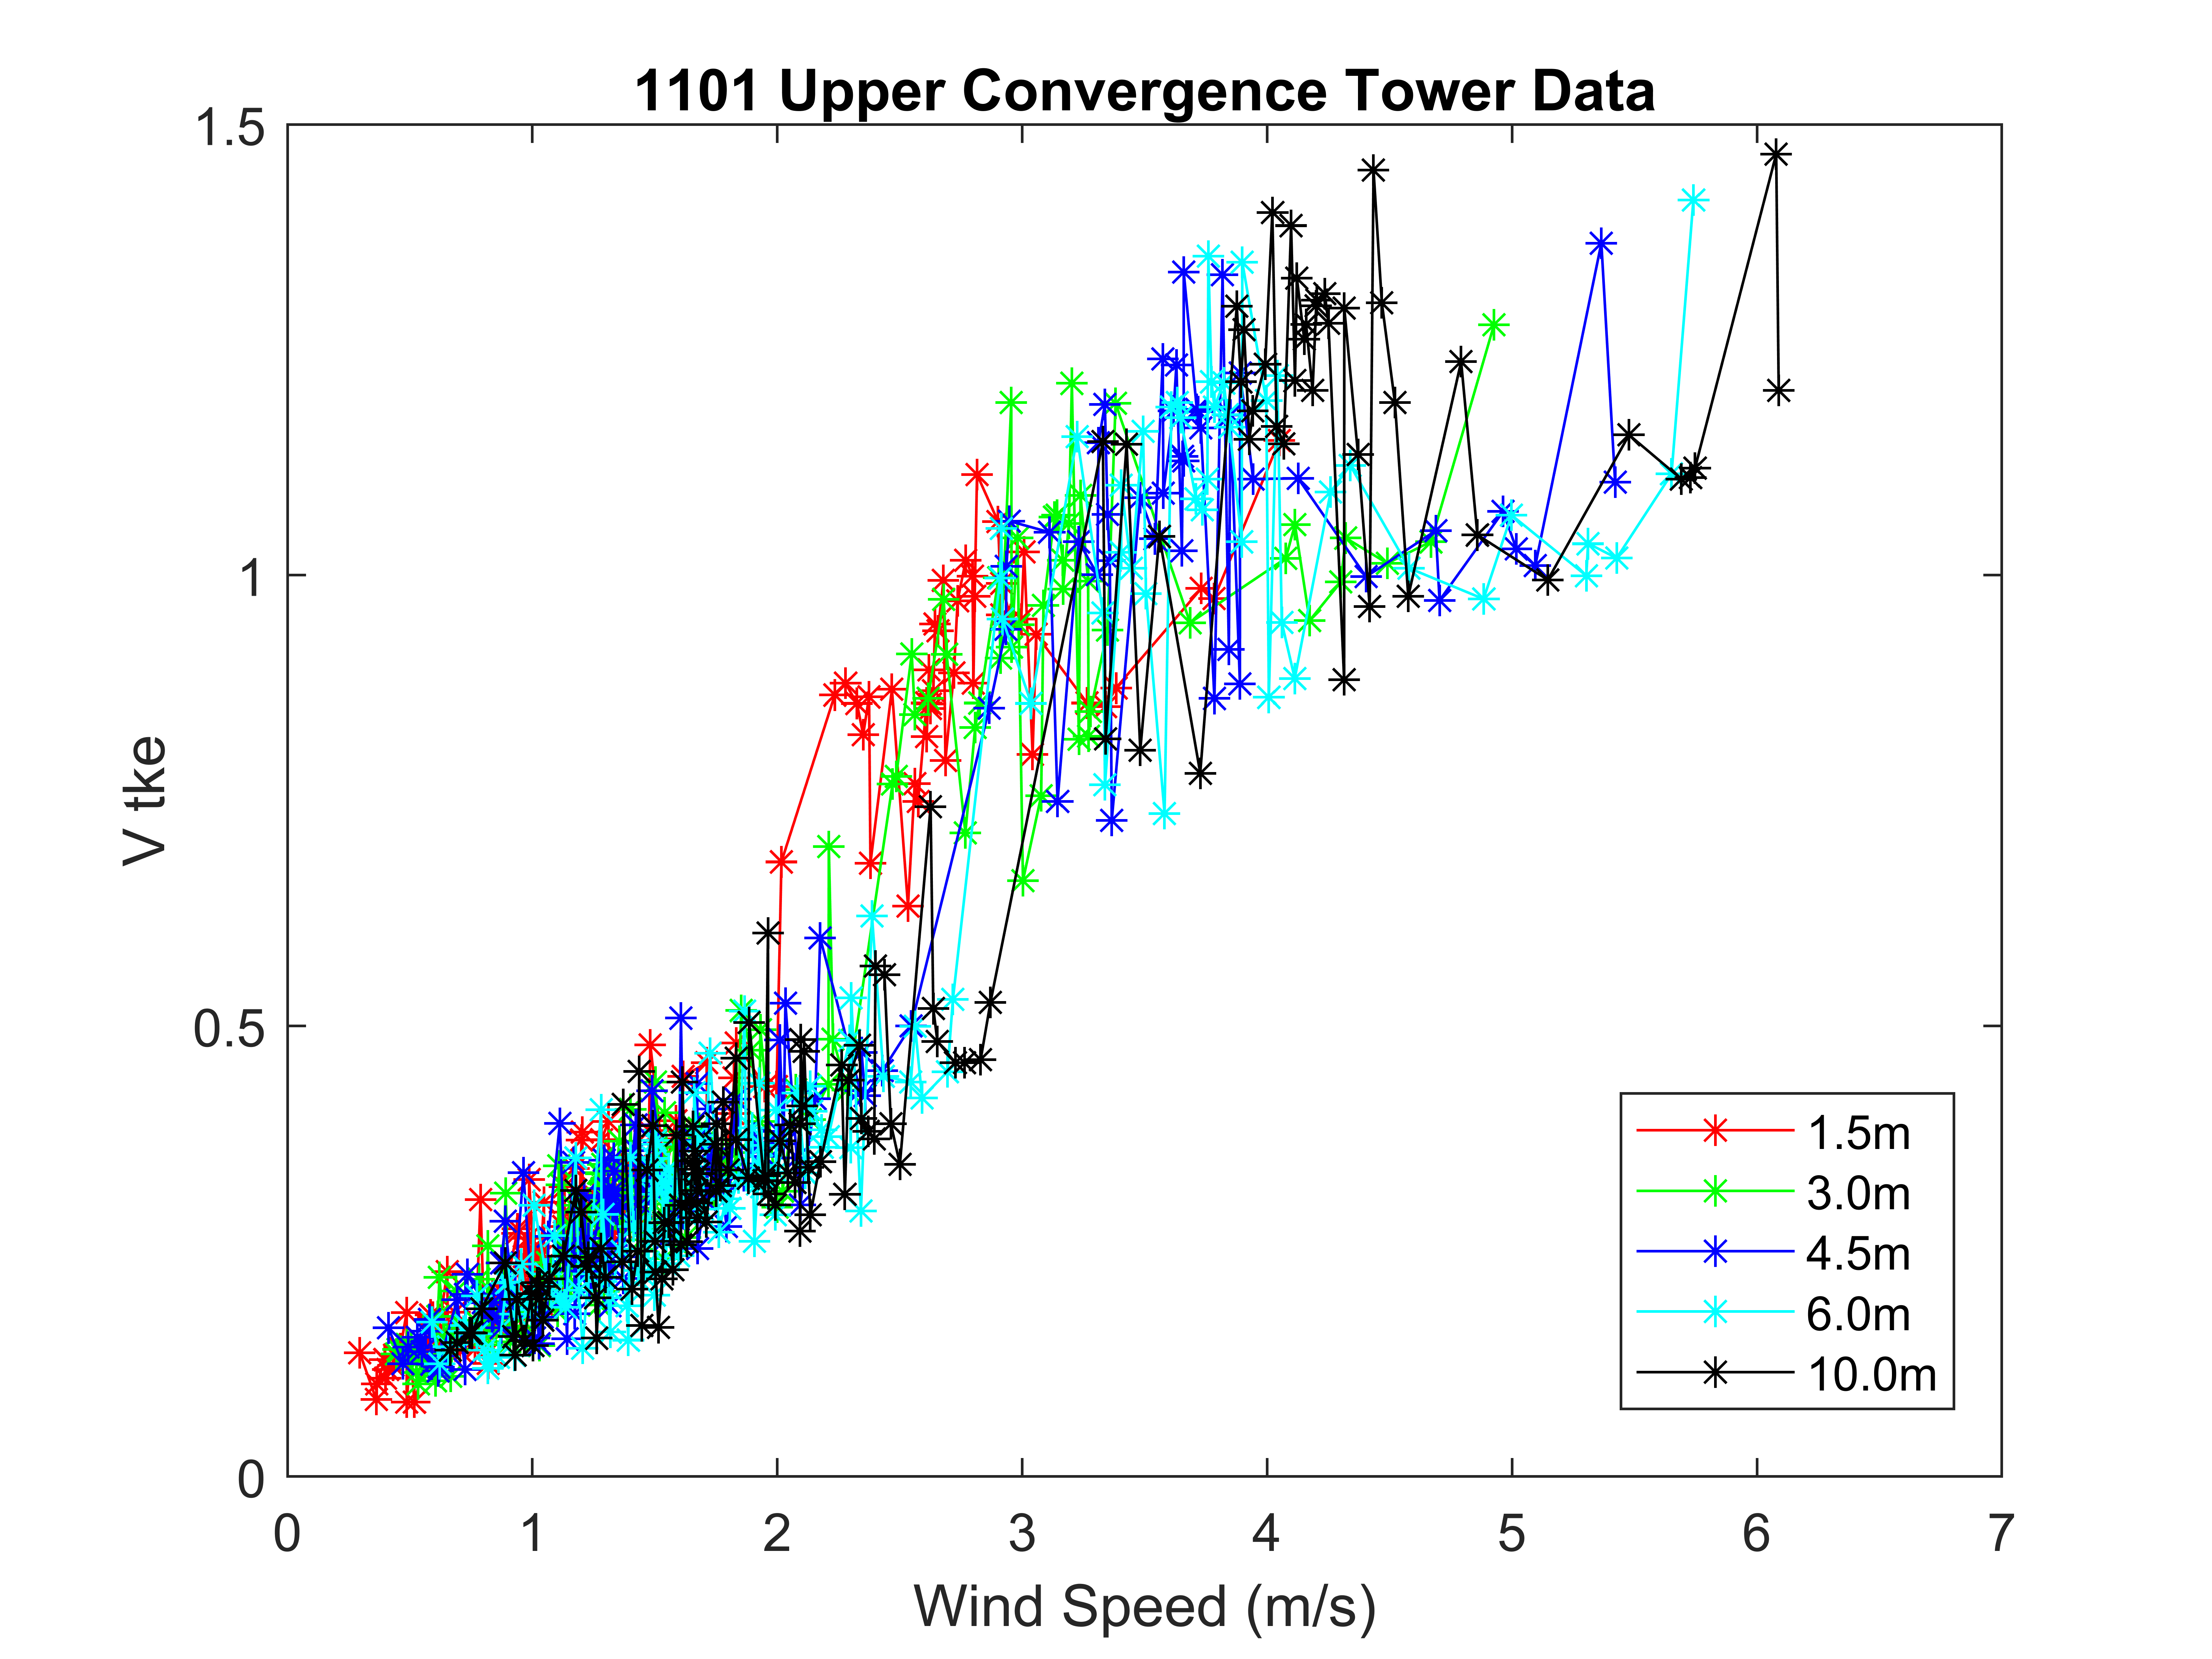 1101 Upper Convergence Tower Data
1.5
1
0.5
0
V tke
0 1 2 3 4 5 6 7
Wind Speed (m/s)
1.5m
3.0m
4.5m
6.0m
10.0m